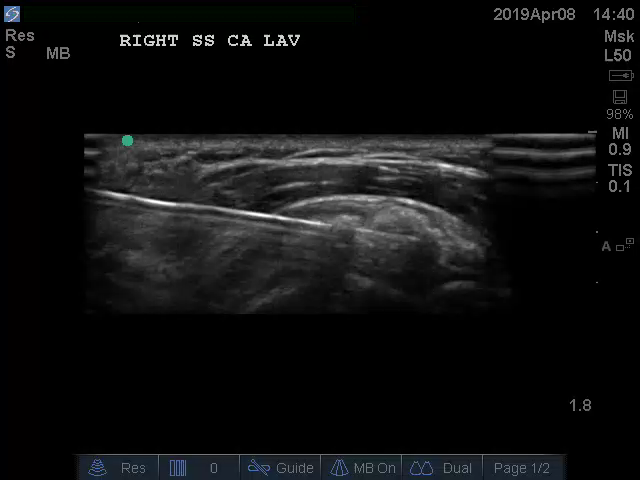 2019Apr08 14:40
Res
S
MB
RIGHT SS CA LAV
Msk
L50
98%
MI
0.9
TIS
0.1
A
1.8
Res
0
Guide
MB On
Dual
Page 1/2